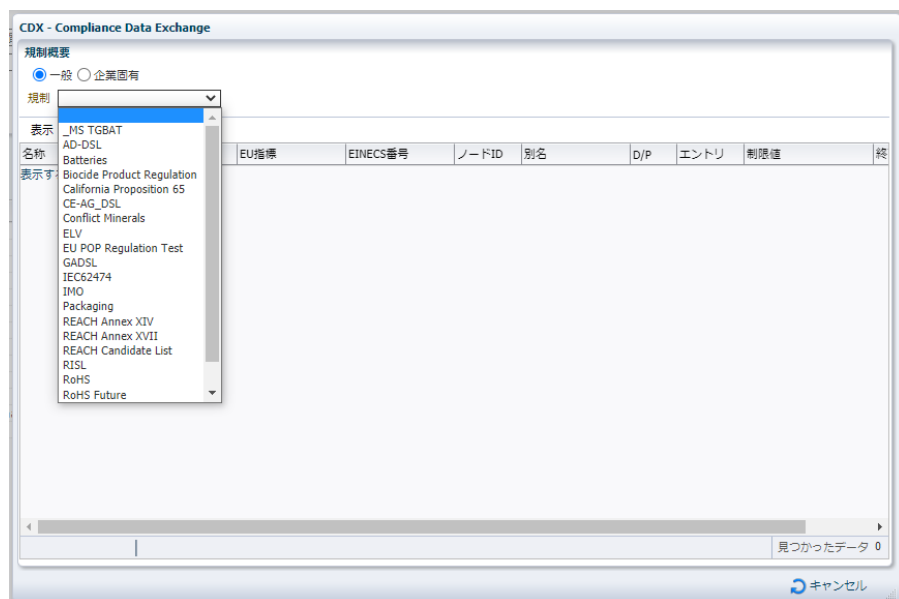 CDX - Compliance Data Exchange
規制概要
一般 企業固有
規制
表示
名称 EU指標 EINECS番号 ノードID 別名 D/P エントリ 制限値 終
表示す
_MS TGBAT
AD-DSL
Batteries
Biocide Product Regulation
California Proposition 65
CE-AG_DSL
Conflict Minerals
ELV
EU POP Regulation Test
GADSL
IEC62474
IMO
Packaging
REACH Annex XIV
REACH Annex XVII
REACH Candidate List
RISL
RoHS
RoHS Future
見つかったデータ 0
キャンセル